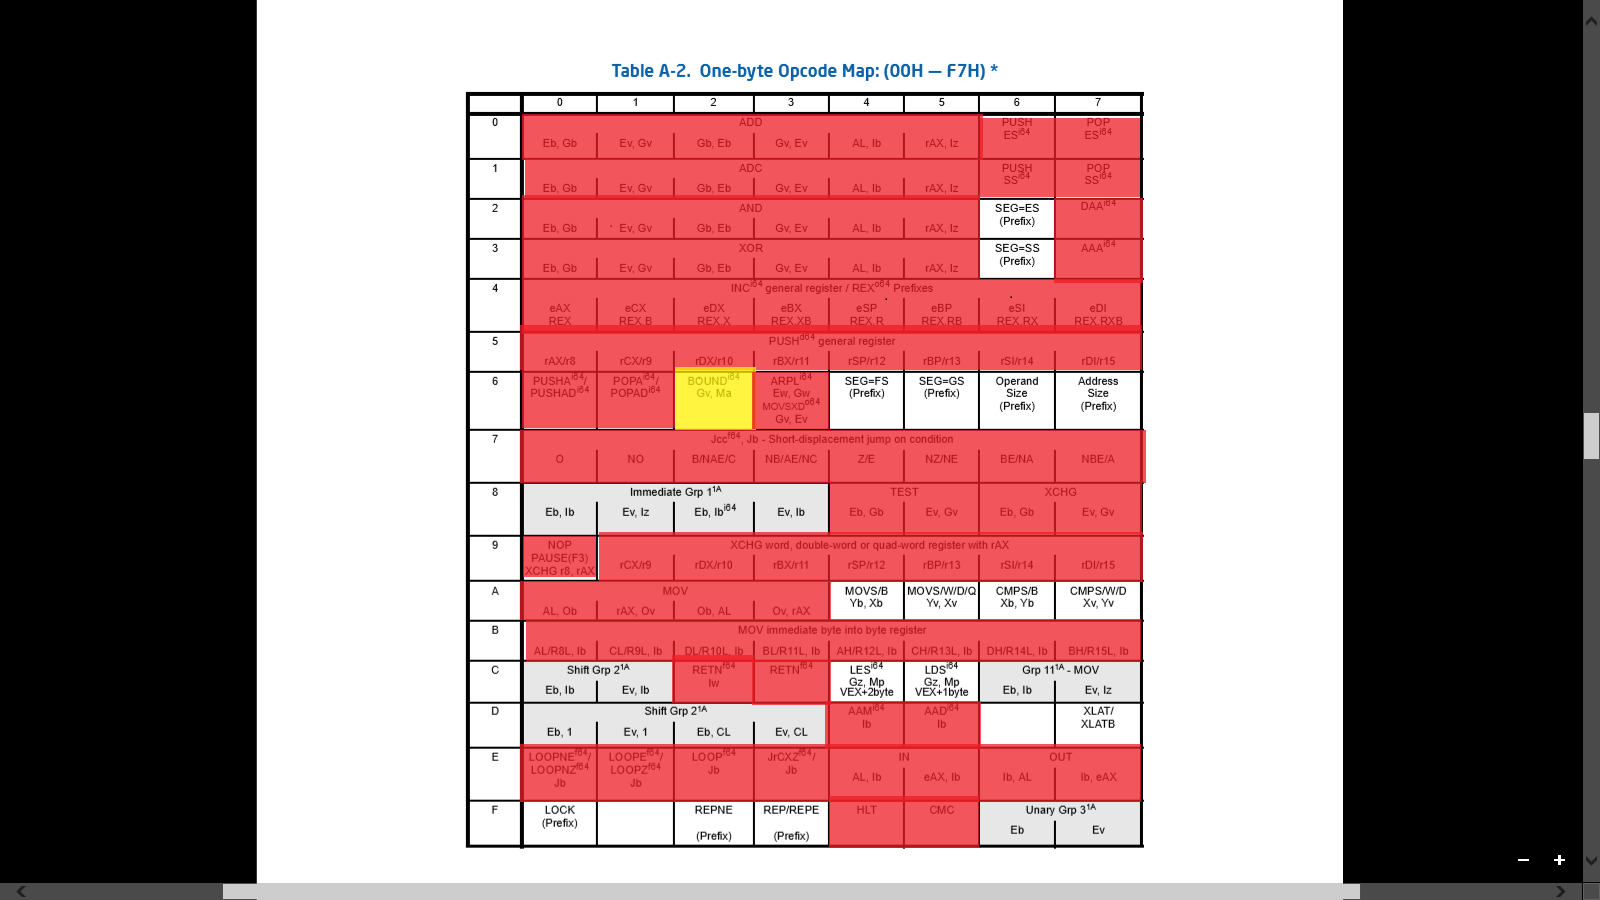 Table A-2. One-byte Opcode Map: (00H — F7H) *
0 1 2 3 4 5 6 7
0 ADD PUSH ES i64 POP ES i64
Eb, Gb Ev, Gv Gb, Eb Gv, Ev AL, Ib rAX, Iz
1 ADC PUSH SS i64 POP SS i64
Eb, Gb Ev, Gv Gb, Eb Gv, Ev AL, Ib rAX, Iz
2 AND SEG=ES (Prefix) DAA i64
Eb, Gb Ev, Gv Gb, Eb Gv, Ev AL, Ib rAX, Iz
3 XOR SEG=SS (Prefix) AAA i64
Eb, Gb Ev, Gv Gb, Eb Gv, Ev AL, Ib rAX, Iz
4 INC i64 general register / REX o64 Prefixes
eAX eCX eDX eBX eSP eBP eSI eDI
REX REX.B REX.X REX.XB REX.R REX.RB REX.RX REX.RXB
5 PUSH d64 general register
rAX/r8 rCX/r9 rDX/r10 rBX/r11 rSP/r12 rBP/r13 rSI/r14 rDI/r15
6 PUSHA i64/ POPA i64/ BOUND i64 ARPL i64 SEG=FS SEG=GS Operand Address
PUSHAD i64 POPAD i64 Gv, Ma Ew, Gw (Prefix) (Prefix) Size Size
MOVSXD o64 (Prefix) (Prefix)
Gv, Ev
7 Jcc f64, Jb - Short-displacement jump on condition
O NO B/NAE/C NB/AE/NC Z/E NZ/NE BE/NA NBE/A
8 Immediate Grp 1 1A TEST XCHG
Eb, Ib Ev, Iz Eb, Ib i64 Ev, Ib Eb, Gb Ev, Gv Eb, Gb Ev, Gv
9 NOP XCHG word, double-word or quad-word register with rAX
PAUSE(F3)
XCHG r8, rAX rCX/r9 rDX/r10 rBX/r11 rSP/r12 rBP/r13 rSI/r14 rDI/r15
A MOV MOVS/B MOVS/W/D/Q CMPS/B CMPS/W/D
Yb, Xb Yv, Xv Xb, Yb Xv, Yv
AL, Ob rAX, Ov Ob, AL Ov, rAX
B MOV immediate byte into byte register
AL/R8L, Ib CL/R9L, Ib DL/R10L, Ib BL/R11L, Ib AH/R12L, Ib CH/R13L, Ib DH/R14L, Ib BH/R15L, Ib
C Shift Grp 2 1A RETN f64 RETN f64 LES i64 LDS i64 Grp 11 1A - MOV
Iw Gz, Mp Gz, Mp
Eb, Ib Ev, Ib VEX+2byte VEX+1byte Eb, Ib Ev, Iz
D Shift Grp 2 1A AAM i64 AAD i64 XLAT/
Ib Ib XLATB
Eb, 1 Ev, 1 Eb, CL Ev, CL
E LOOPNE f64/ LOOPE f64/ LOOP f64 JrCXZ f64/ IN OUT
LOOPNZ f64 LOOPZ f64 Jb Jb
Jb Jb AL, Ib eAX, Ib Ib, AL Ib, eAX
F LOCK REPNE REP/REPE HLT CMC Unary Grp 3 1A
(Prefix)
(Prefix) (Prefix) Eb Ev